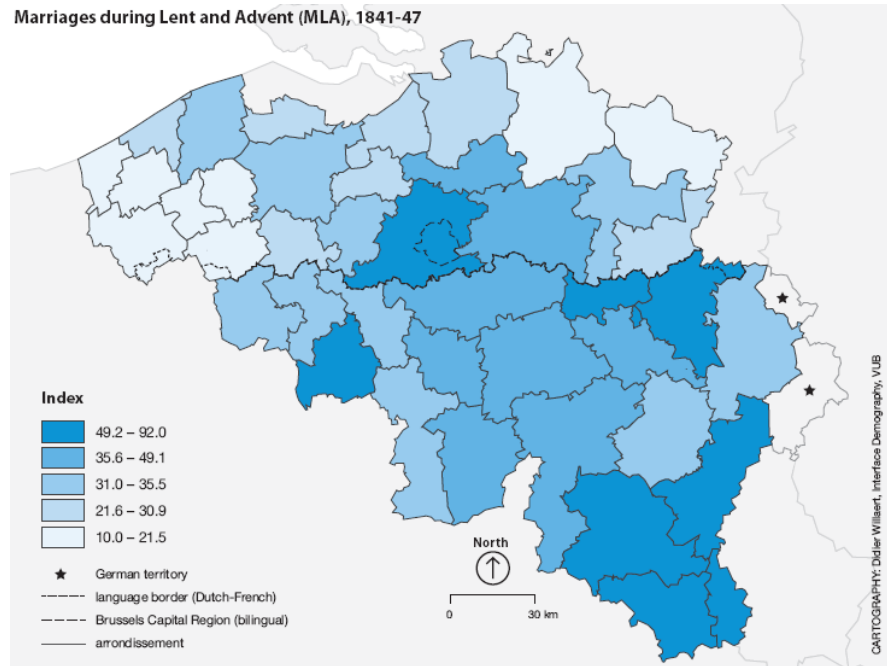 Marriages during Lent and Advent (MLA), 1841-47
Index
49.2 – 92.0
35.6 – 49.1
31.0 – 35.5
21.6 – 30.9
10.0 – 21.5
German territory
language border (Dutch-French)
Brussels Capital Region (bilingual)
arrondissement
North
0 30 km
CARTOGRAPHY: Didier Willaert, Interface Demography, VUB